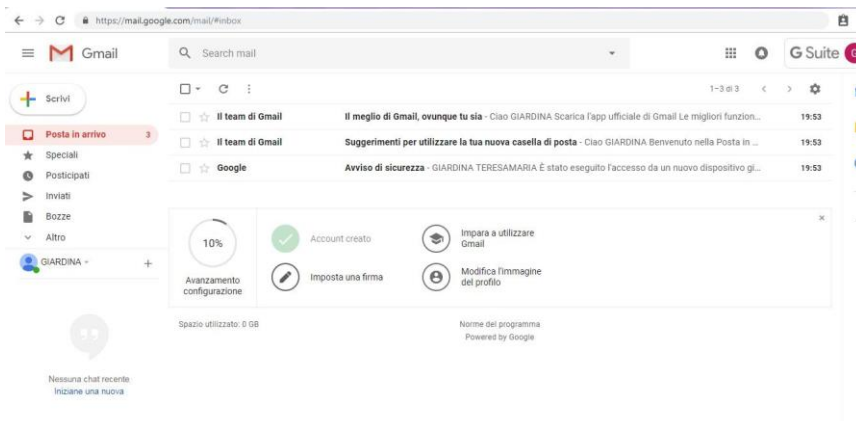 https://mail.google.com/mail/#inbox
Gmail
Search mail
G Suite
Scrivi
1–3 di 3
Posta in arrivo 3
Speciali
Posticipati
Inviati
Bozze
Altro
GIARDINA
Il team di Gmail Il meglio di Gmail, ovunque tu sia - Ciao GIARDINA Scarica l'app ufficiale di Gmail Le migliori funzion... 19:53
Il team di Gmail Suggerimenti per utilizzare la tua nuova casella di posta - Ciao GIARDINA Benvenuto nella Posta in ... 19:53
Google Avviso di sicurezza - GIARDINA TERESAMARIA È stato eseguito l'accesso da un nuovo dispositivo gi... 19:53
10%
Avanzamento
configurazione
Account creato
Imposta una firma
Impara a utilizzare
Gmail
Modifica l'immagine
del profilo
Spazio utilizzato: 0 GB
Norme del programma
Powered by Google
Nessuna chat recente
Iniziane una nuova